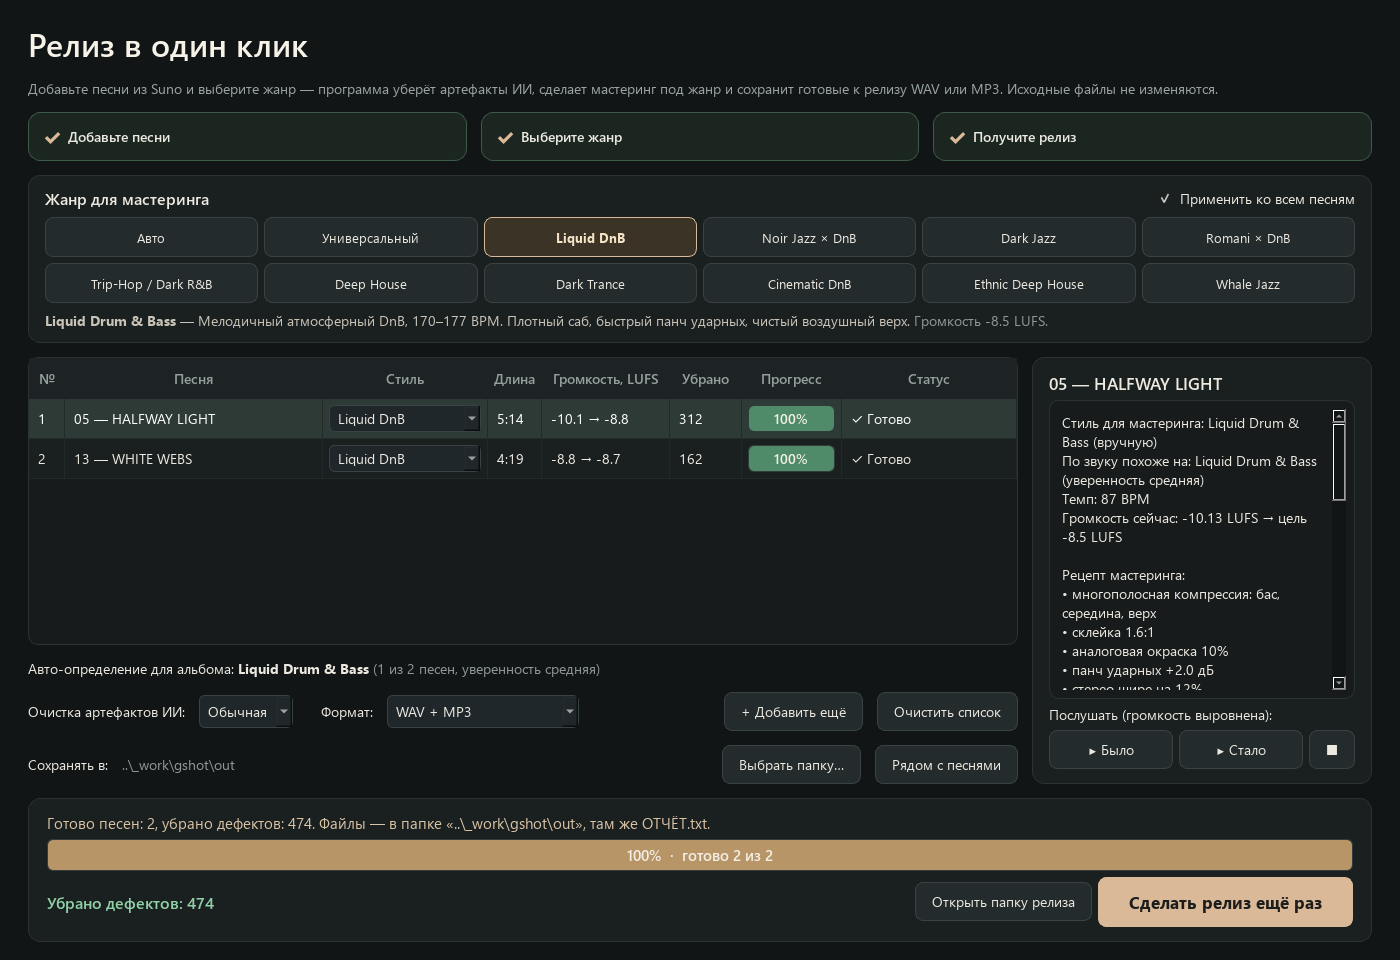 Релиз в один клик
Добавьте песни из Suno и выберите жанр — программа уберёт артефакты ИИ, сделает мастеринг под жанр и сохранит готовые к релизу WAV или MP3. Исходные файлы не изменяются.
✓ Добавьте песни
✓ Выберите жанр
✓ Получите релиз
Жанр для мастеринга
✓ Применить ко всем песням
Авто
Универсальный
Liquid DnB
Noir Jazz × DnB
Dark Jazz
Romani × DnB
Trip-Hop / Dark R&B
Deep House
Dark Trance
Cinematic DnB
Ethnic Deep House
Whale Jazz
Liquid Drum & Bass — Мелодичный атмосферный DnB, 170–177 BPM. Плотный саб, быстрый панч ударных, чистый воздушный верх. Громкость -8.5 LUFS.
№ Песня Стиль Длина Громкость, LUFS Убрано Прогресс Статус
1 05 — HALFWAY LIGHT Liquid DnB 5:14 -10.1 → -8.8 312 100% ✓ Готово
2 13 — WHITE WEBS Liquid DnB 4:19 -8.8 → -8.7 162 100% ✓ Готово
05 — HALFWAY LIGHT
Стиль для мастеринга: Liquid Drum &
Bass (вручную)
По звуку похоже на: Liquid Drum & Bass
(уверенность средняя)
Темп: 87 BPM
Громкость сейчас: -10.13 LUFS → цель
-8.5 LUFS
Рецепт мастеринга:
• многополосная компрессия: бас,
середина, верх
• склейка 1.6:1
• аналоговая окраска 10%
• панч ударных +2.0 дБ
• стерео шире на 12%
Послушать (громкость выровнена):
▸ Было
▸ Стало
Авто-определение для альбома: Liquid Drum & Bass (1 из 2 песен, уверенность средняя)
Очистка артефактов ИИ: Обычная
Формат: WAV + MP3
+ Добавить ещё
Очистить список
Сохранять в: ..\_work\gshot\out
Выбрать папку...
Рядом с песнями
Готово песен: 2, убрано дефектов: 474. Файлы — в папке «..\_work\gshot\out», там же ОТЧЁТ.txt.
100% · готово 2 из 2
Убрано дефектов: 474
Открыть папку релиза
Сделать релиз ещё раз